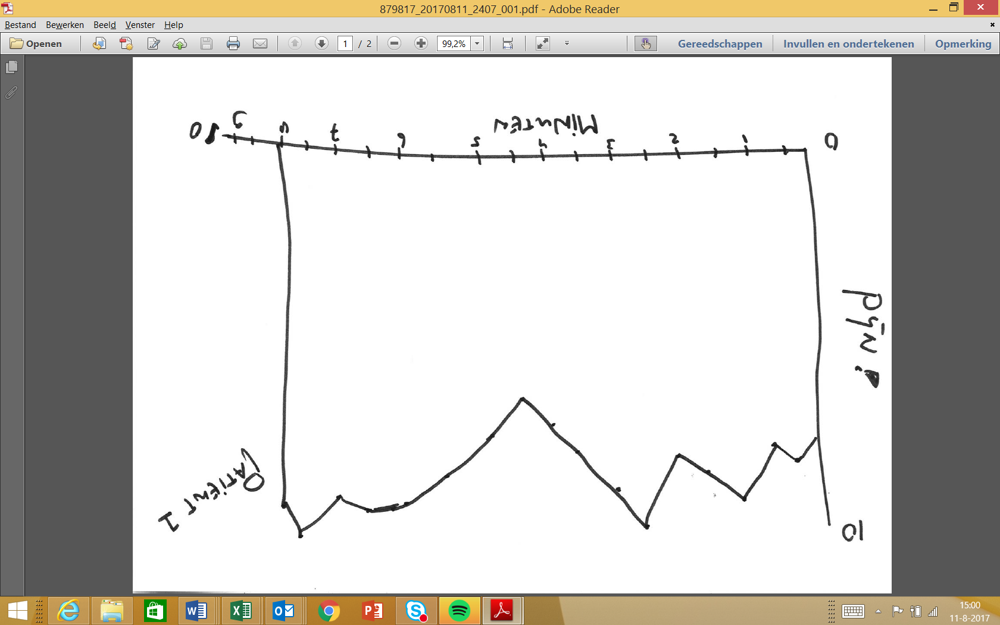 879817_20170811_2407_001.pdf - Adobe Reader
Bestand Bewerken Beeld Venster Help
Openen 1 / 2 99,2% Gereedschappen Invullen en ondertekenen Opmerking
Patient 1
10
Pijn
0
0 1 2 3 4 5 6 7 8 9 10
Minuten
15:00
11-8-2017